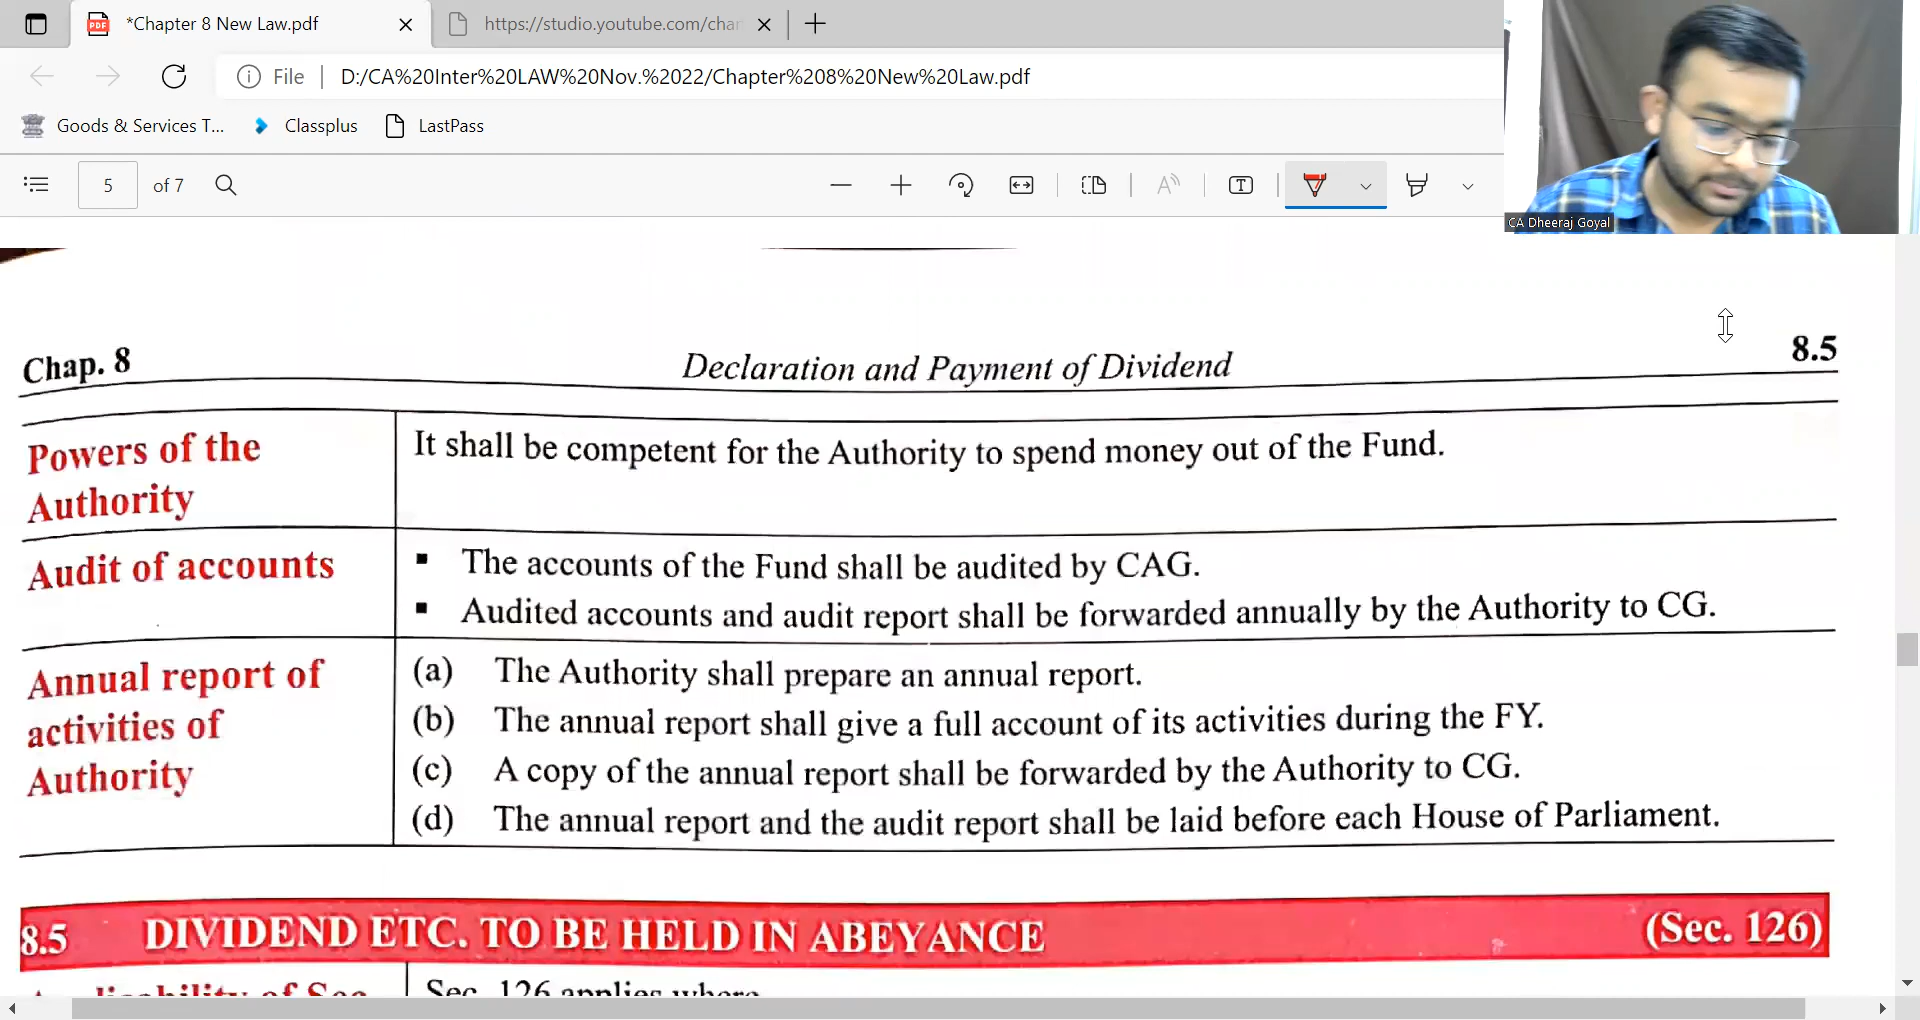 *Chapter 8 New Law.pdf
https://studio.youtube.com/char
File
D:/CA%20Inter%20LAW%20Nov.%2022/Chapter%208%20New%20Law.pdf
Goods & Services T...
Classplus
LastPass
5 of 7
CA Dheeraj Goyal
Chap. 8
Declaration and Payment of Dividend
8.5
Powers of the
Authority
It shall be competent for the Authority to spend money out of the Fund.
Audit of accounts
▪ The accounts of the Fund shall be audited by CAG.
▪ Audited accounts and audit report shall be forwarded annually by the Authority to CG.
Annual report of
activities of
Authority
(a) The Authority shall prepare an annual report.
(b) The annual report shall give a full account of its activities during the FY.
(c) A copy of the annual report shall be forwarded by the Authority to CG.
(d) The annual report and the audit report shall be laid before each House of Parliament.
8.5 DIVIDEND ETC. TO BE HELD IN ABEYANCE (Sec. 126)
Sec. 126 applies where